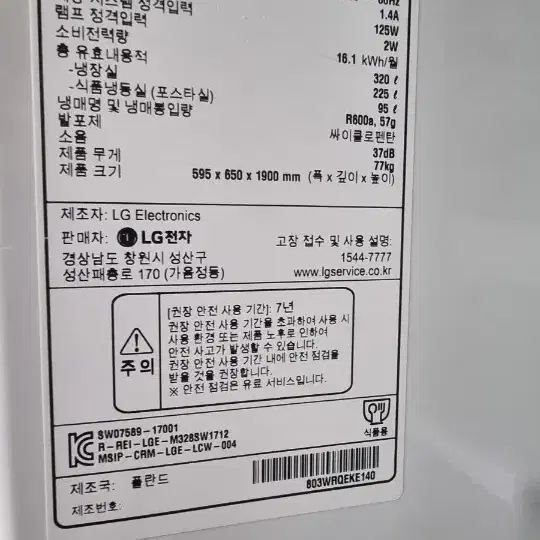 정격입력 60Hz
램프 정격입력 1.4A
소비전력량 125W
총 유효내용적 2W
-냉장실 16.1 kWh/월
-식품냉동실 (포스타실) 320 ℓ
냉매명 및 냉매봉입량 225 ℓ
발포제 95 ℓ
소음 R600a, 57g
제품 무게 싸이클로펜탄
제품 크기 37dB
77kg
595 x 650 x 1900 mm (폭 x 깊이 x 높이)
제조자: LG Electronics
판매자: LG전자
경상남도 창원시 성산구
성산패총로 170 (가음정동)
고장 접수 및 사용 설명:
1544-7777
www.lgservice.co.kr
주 의
[권장 안전 사용 기간]: 7년
권장 안전 사용 기간을 초과하여 사용 시
사용 환경 또는 제품 노후로 인하여
안전 사고가 발생할 수 있습니다.
권장 안전 사용 기간 내에 안전 점검을
받을 것을 권장합니다.
※ 안전 점검은 유료 서비스입니다.
식품용
SW07589-17001
R-REI-LGE-M328SW1712
MSIP-CRM-LGE-LCW-004
제조국: 폴란드
제조번호:
803WRQEKE140